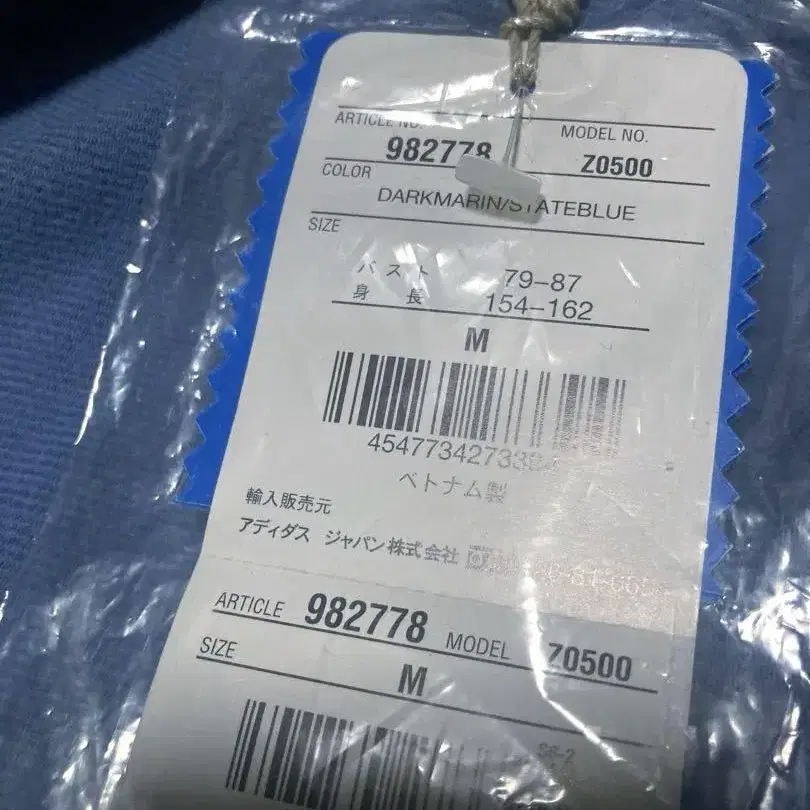 ARTICLE NO. MODEL NO.
982778 Z0500
COLOR
DARKMARIN/STATEBLUE
SIZE
バスト 79-87
身長 154-162
M
ベトナム製
輸入販売元
アディダス ジャパン株式会社
ARTICLE 982778 MODEL Z0500
SIZE
M